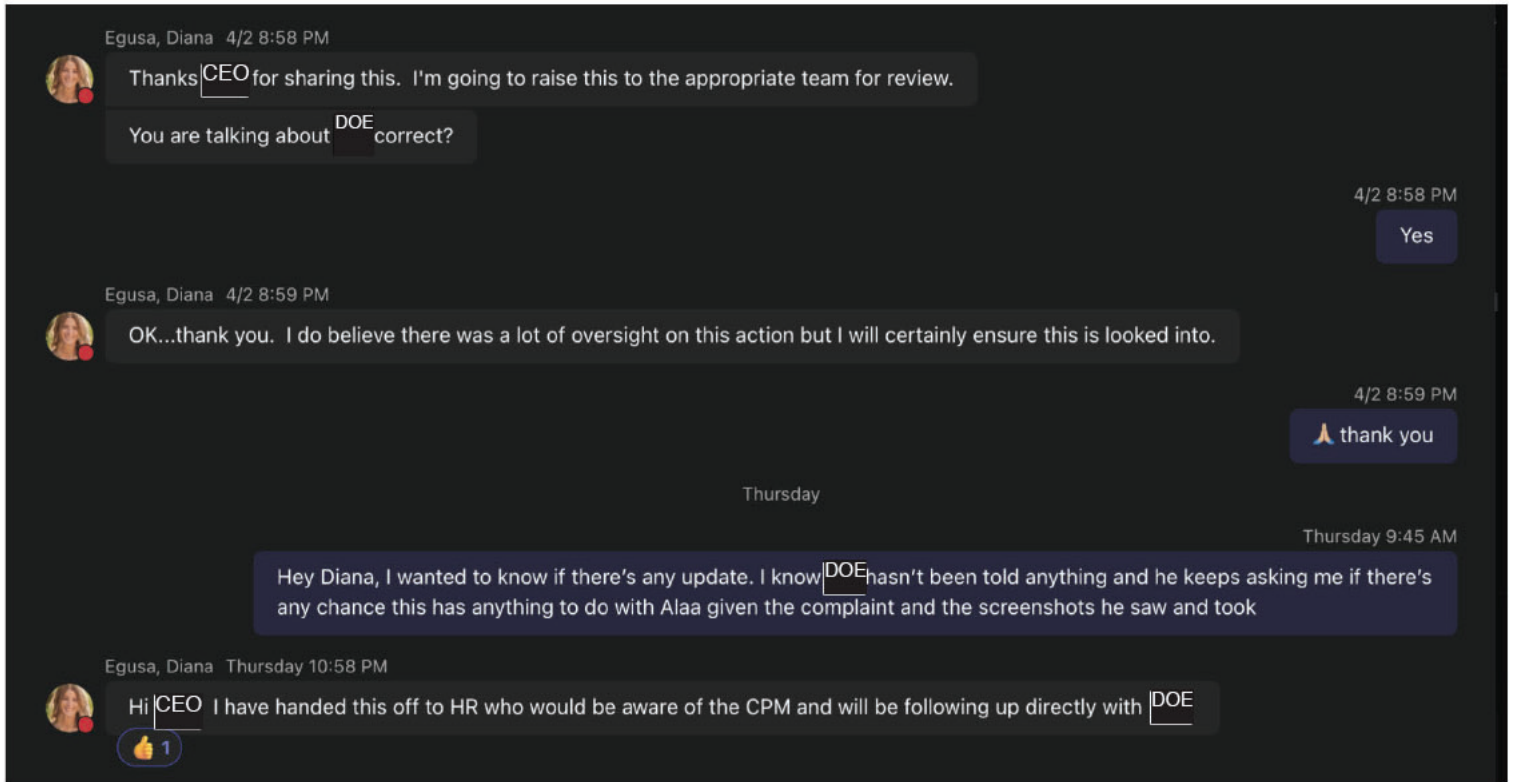 Egusa, Diana 4/2 8:58 PM
Thanks CEO for sharing this. I'm going to raise this to the appropriate team for review.
You are talking about DOE correct?
4/2 8:58 PM
Yes
Egusa, Diana 4/2 8:59 PM
OK...thank you. I do believe there was a lot of oversight on this action but I will certainly ensure this is looked into.
4/2 8:59 PM
🙏🏼 thank you
Thursday
Thursday 9:45 AM
Hey Diana, I wanted to know if there's any update. I know DOE hasn't been told anything and he keeps asking me if there's
any chance this has anything to do with Alaa given the complaint and the screenshots he saw and took
Egusa, Diana Thursday 10:58 PM
Hi CEO I have handed this off to HR who would be aware of the CPM and will be following up directly with DOE
👍 1